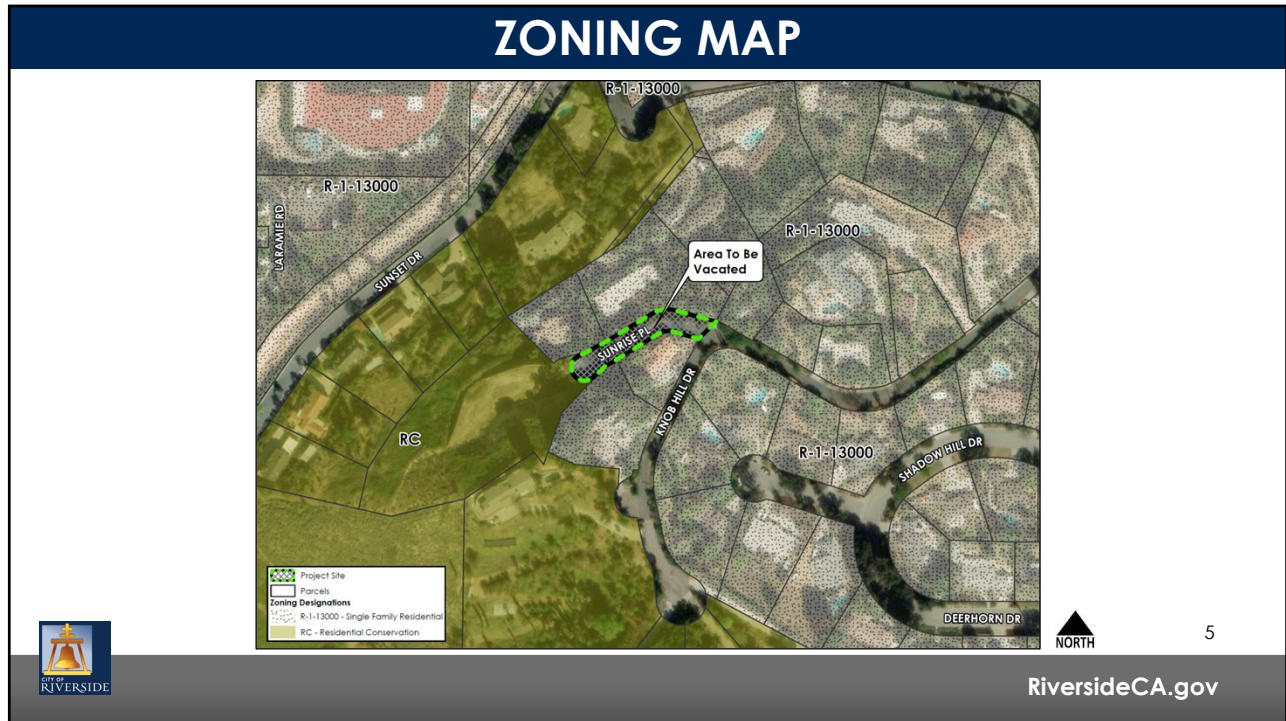 ZONING MAP
R-1-13000
R-1-13000
LARAMIE RD
SUNSET DR
R-1-13000
Area To Be
Vacated
SUNRISE PL
KNOB HILL DR
RC
R-1-13000
SHADOW HILL DR
DEERHORN DR
Project Site
Parcels
Zoning Designations
R-1-13000 - Single Family Residential
RC - Residential Conservation
NORTH
5
CITY OF
RIVERSIDE
RiversideCA.gov